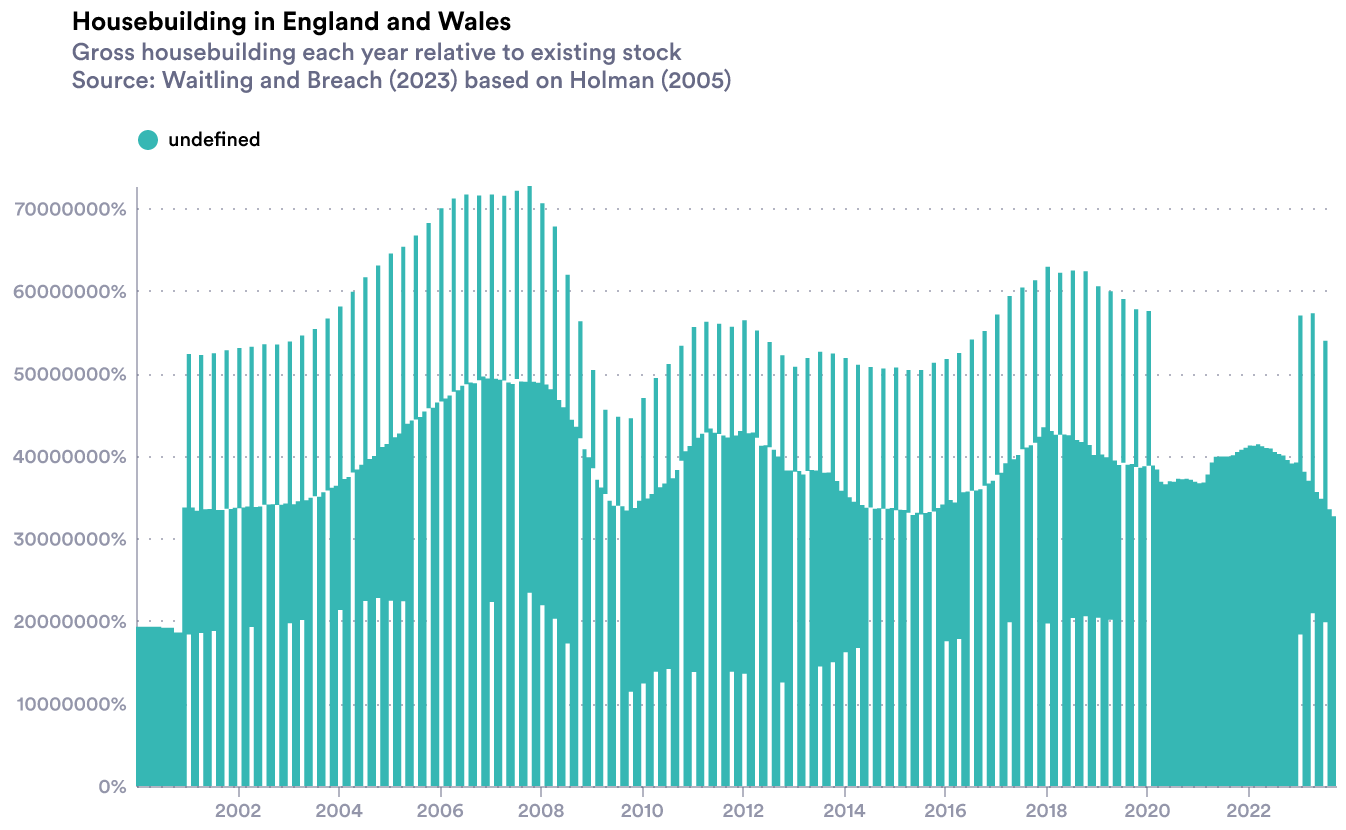 Housebuilding in England and Wales
Gross housebuilding each year relative to existing stock
Source: Waitling and Breach (2023) based on Holman (2005)
undefined
70000000%
60000000%
50000000%
40000000%
30000000%
20000000%
10000000%
0%
2002 2004 2006 2008 2010 2012 2014 2016 2018 2020 2022